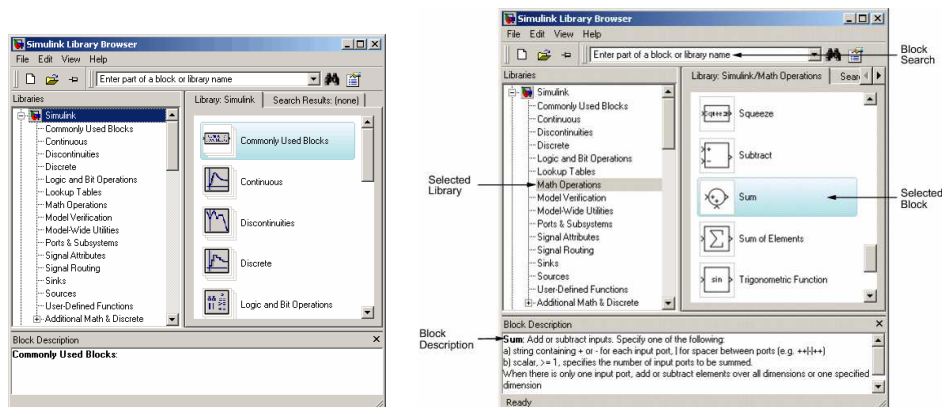 Simulink Library Browser
File Edit View Help
Enter part of a block or library name
Libraries
Library: Simulink
Search Results: (none)
Simulink
Commonly Used Blocks
Continuous
Discontinuities
Discrete
Logic and Bit Operations
Lookup Tables
Math Operations
Model Verification
Model-Wide Utilities
Ports & Subsystems
Signal Attributes
Signal Routing
Sinks
Sources
User-Defined Functions
Additional Math & Discrete
Commonly Used Blocks
Continuous
Discontinuities
Discrete
Logic and Bit Operations
Block Description
Commonly Used Blocks:
Simulink Library Browser
File Edit View Help
Enter part of a block or library name
Block
Search
Libraries
Library: Simulink/Math Operations
Simulink
Commonly Used Blocks
Continuous
Discontinuities
Discrete
Logic and Bit Operations
Lookup Tables
Math Operations
Model Verification
Model-Wide Utilities
Ports & Subsystems
Signal Attributes
Signal Routing
Sinks
Sources
User-Defined Functions
Additional Math & Discrete
Selected
Library
Squeeze
Subtract
Sum
Sum of Elements
sin
Trigonometric Function
Selected
Block
Block
Description
Block Description
Sum: Add or subtract inputs. Specify one of the following:
a) string containing + or - for each input port, | for spacer between ports (e.g. ++|-|++)
b) scalar, >= 1, specifies the number of input ports to be summed.
When there is only one input port, add or subtract elements over all dimensions or one specified
dimension
Ready